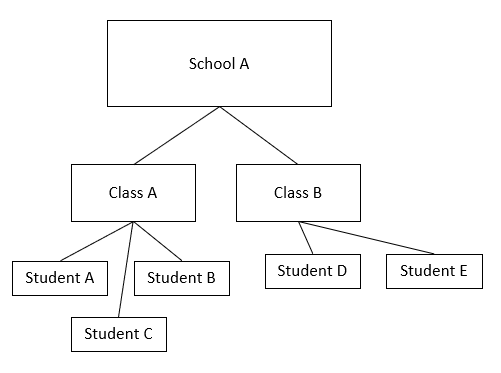 School A
Class A
Class B
Student A
Student B
Student D
Student E
Student C